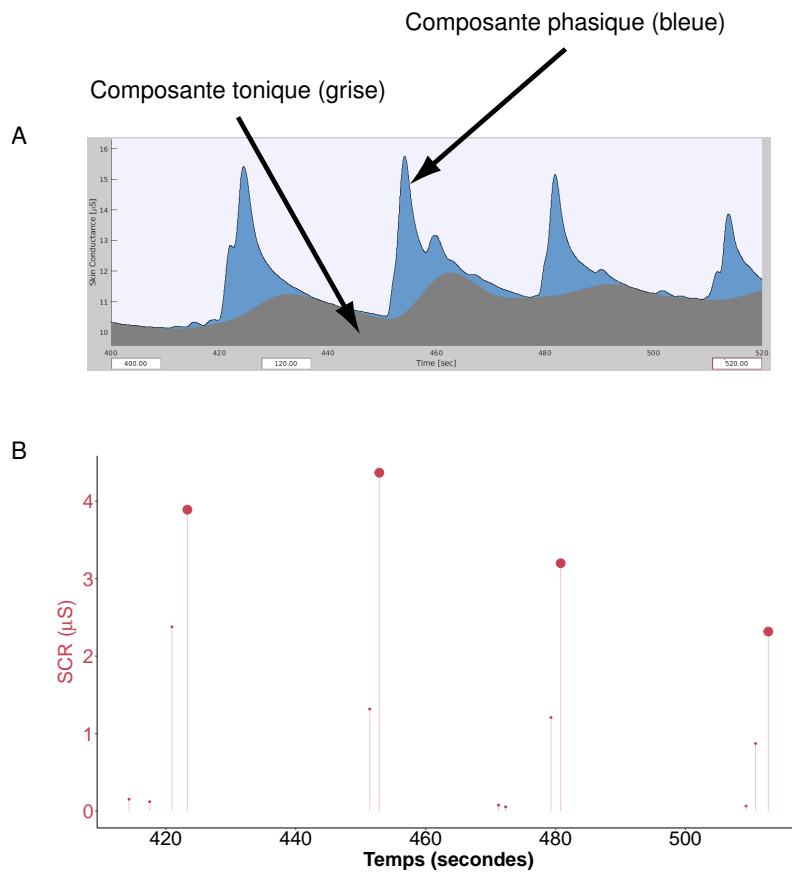 Composante phasique (bleue)
Composante tonique (grise)
A
16
15
14
13
12
11
10
Skin Conductance [µS]
400 420 440 460 480 500 520
Time [sec]
400.00 120.00 520.00
B
4
3
2
1
0
SCR (µS)
420 440 460 480 500
Temps (secondes)